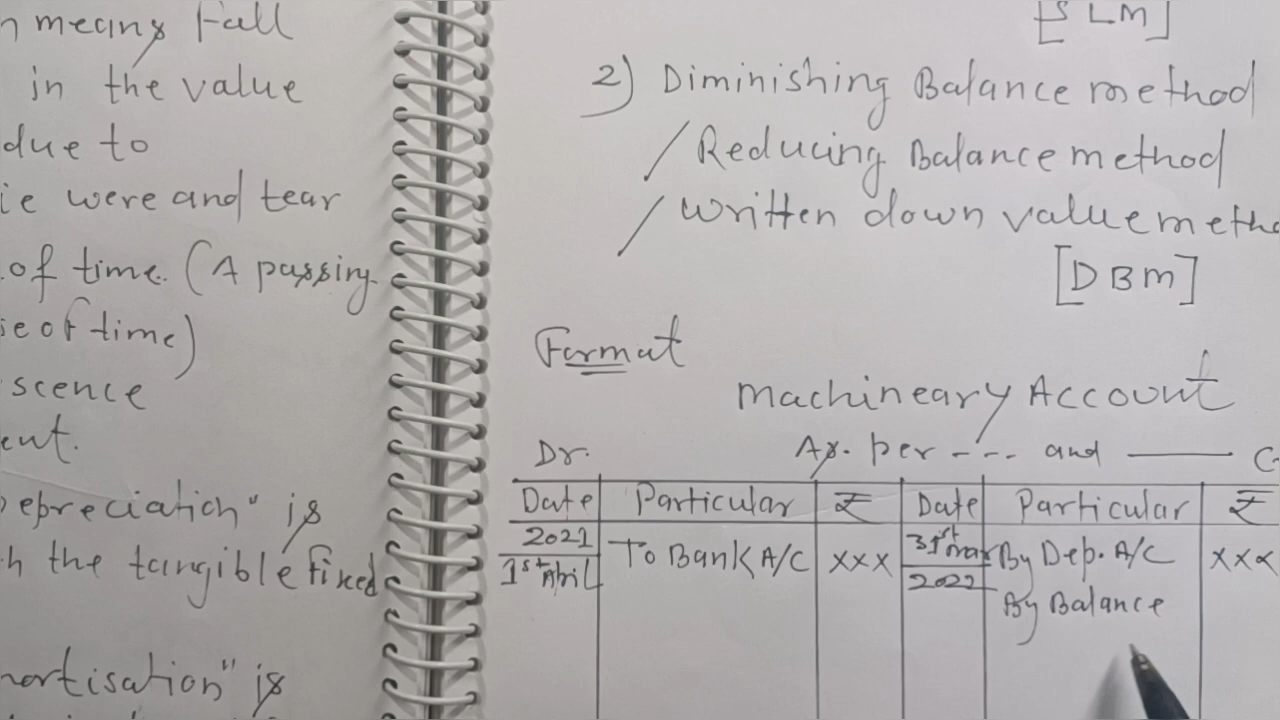 means Fall
in the value
due to
ie were and tear
of time. (A passing
of time)
scence
ent.
Depreciation" is
the tangible fixed
mortisation" is
[SLM]
2) Diminishing Balance method
/ Reducing Balance method
/ Written down value metho
[DBM]
Format
Machineary Account
Dr. As. per --- and ——— C
Date Particular ₹ Date Particular ₹
2021 1st April To Bank A/C xxx 31st mar 2022 By Dep. A/C xxx
By Balance